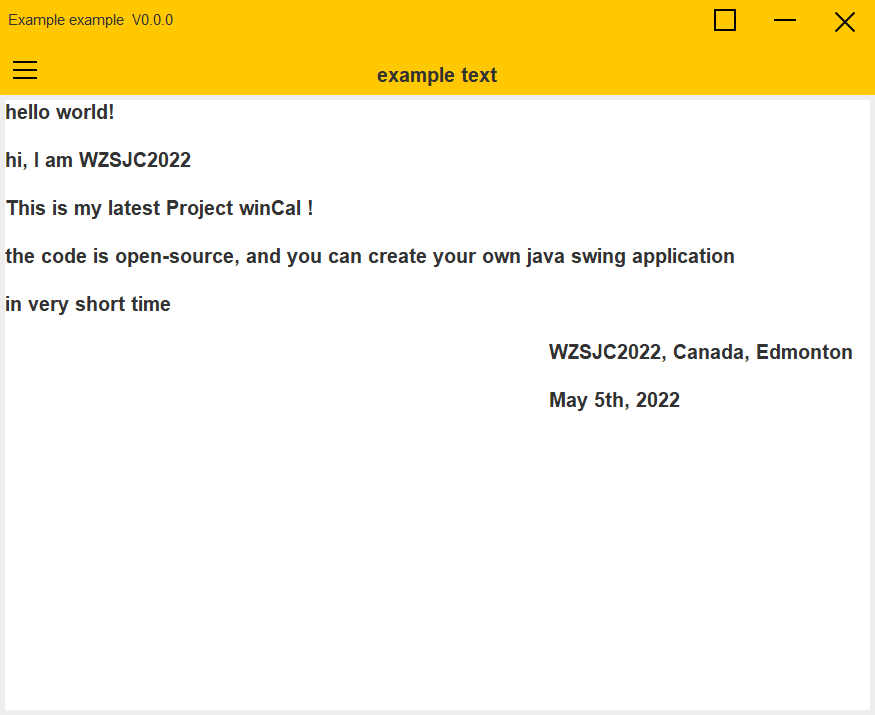 Example example V0.0.0
example text
hello world!
hi, I am WZSJC2022
This is my latest Project winCal !
the code is open-source, and you can create your own java swing application
in very short time
WZSJC2022, Canada, Edmonton
May 5th, 2022